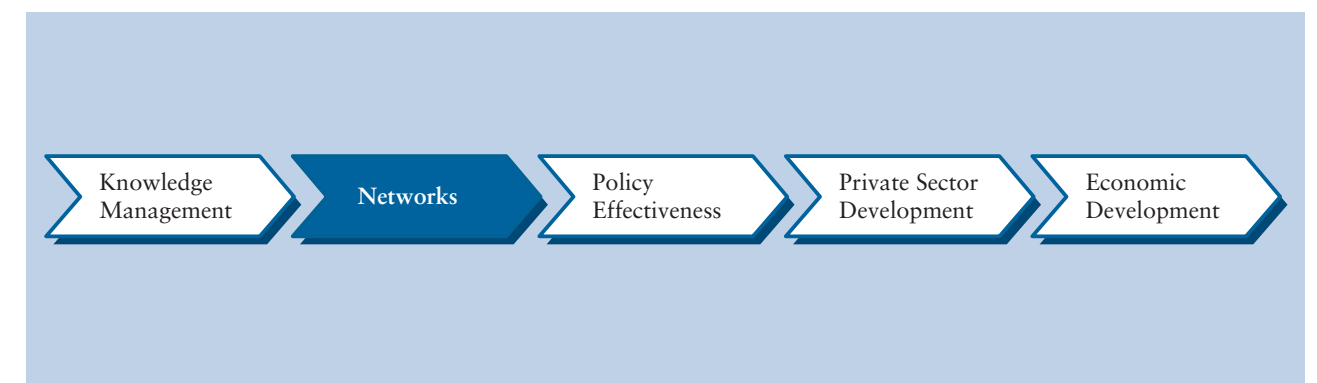 Knowledge
Management
Networks
Policy
Effectiveness
Private Sector
Development
Economic
Development